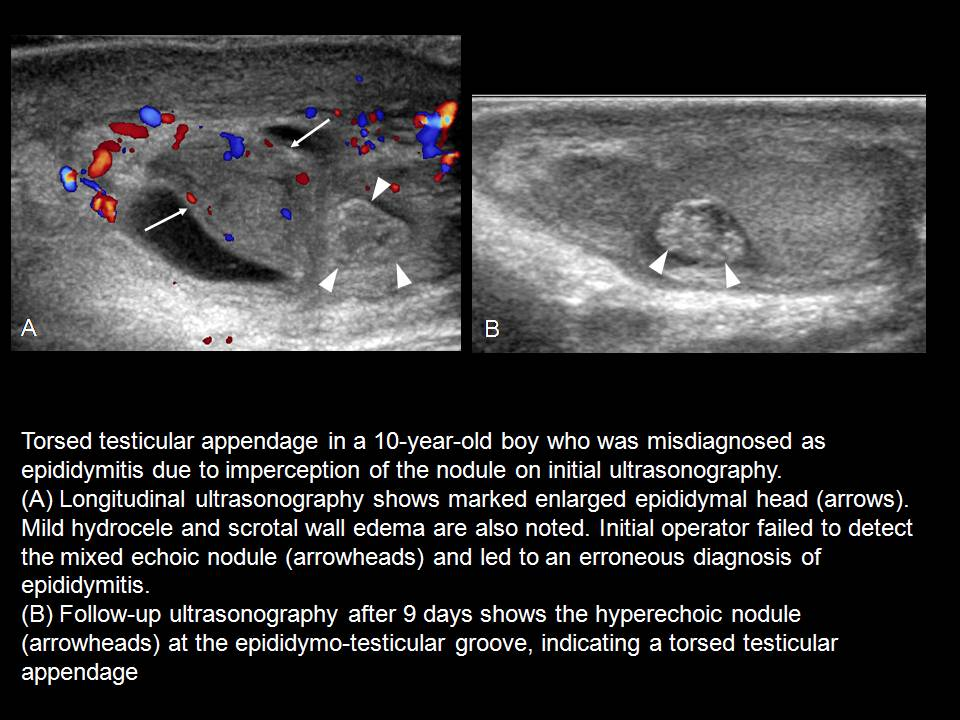 A
B
Torsed testicular appendage in a 10-year-old boy who was misdiagnosed as
epididymitis due to imperception of the nodule on initial ultrasonography.
(A) Longitudinal ultrasonography shows marked enlarged epididymal head (arrows).
Mild hydrocele and scrotal wall edema are also noted. Initial operator failed to detect
the mixed echoic nodule (arrowheads) and led to an erroneous diagnosis of
epididymitis.
(B) Follow-up ultrasonography after 9 days shows the hyperechoic nodule
(arrowheads) at the epididymo-testicular groove, indicating a torsed testicular
appendage